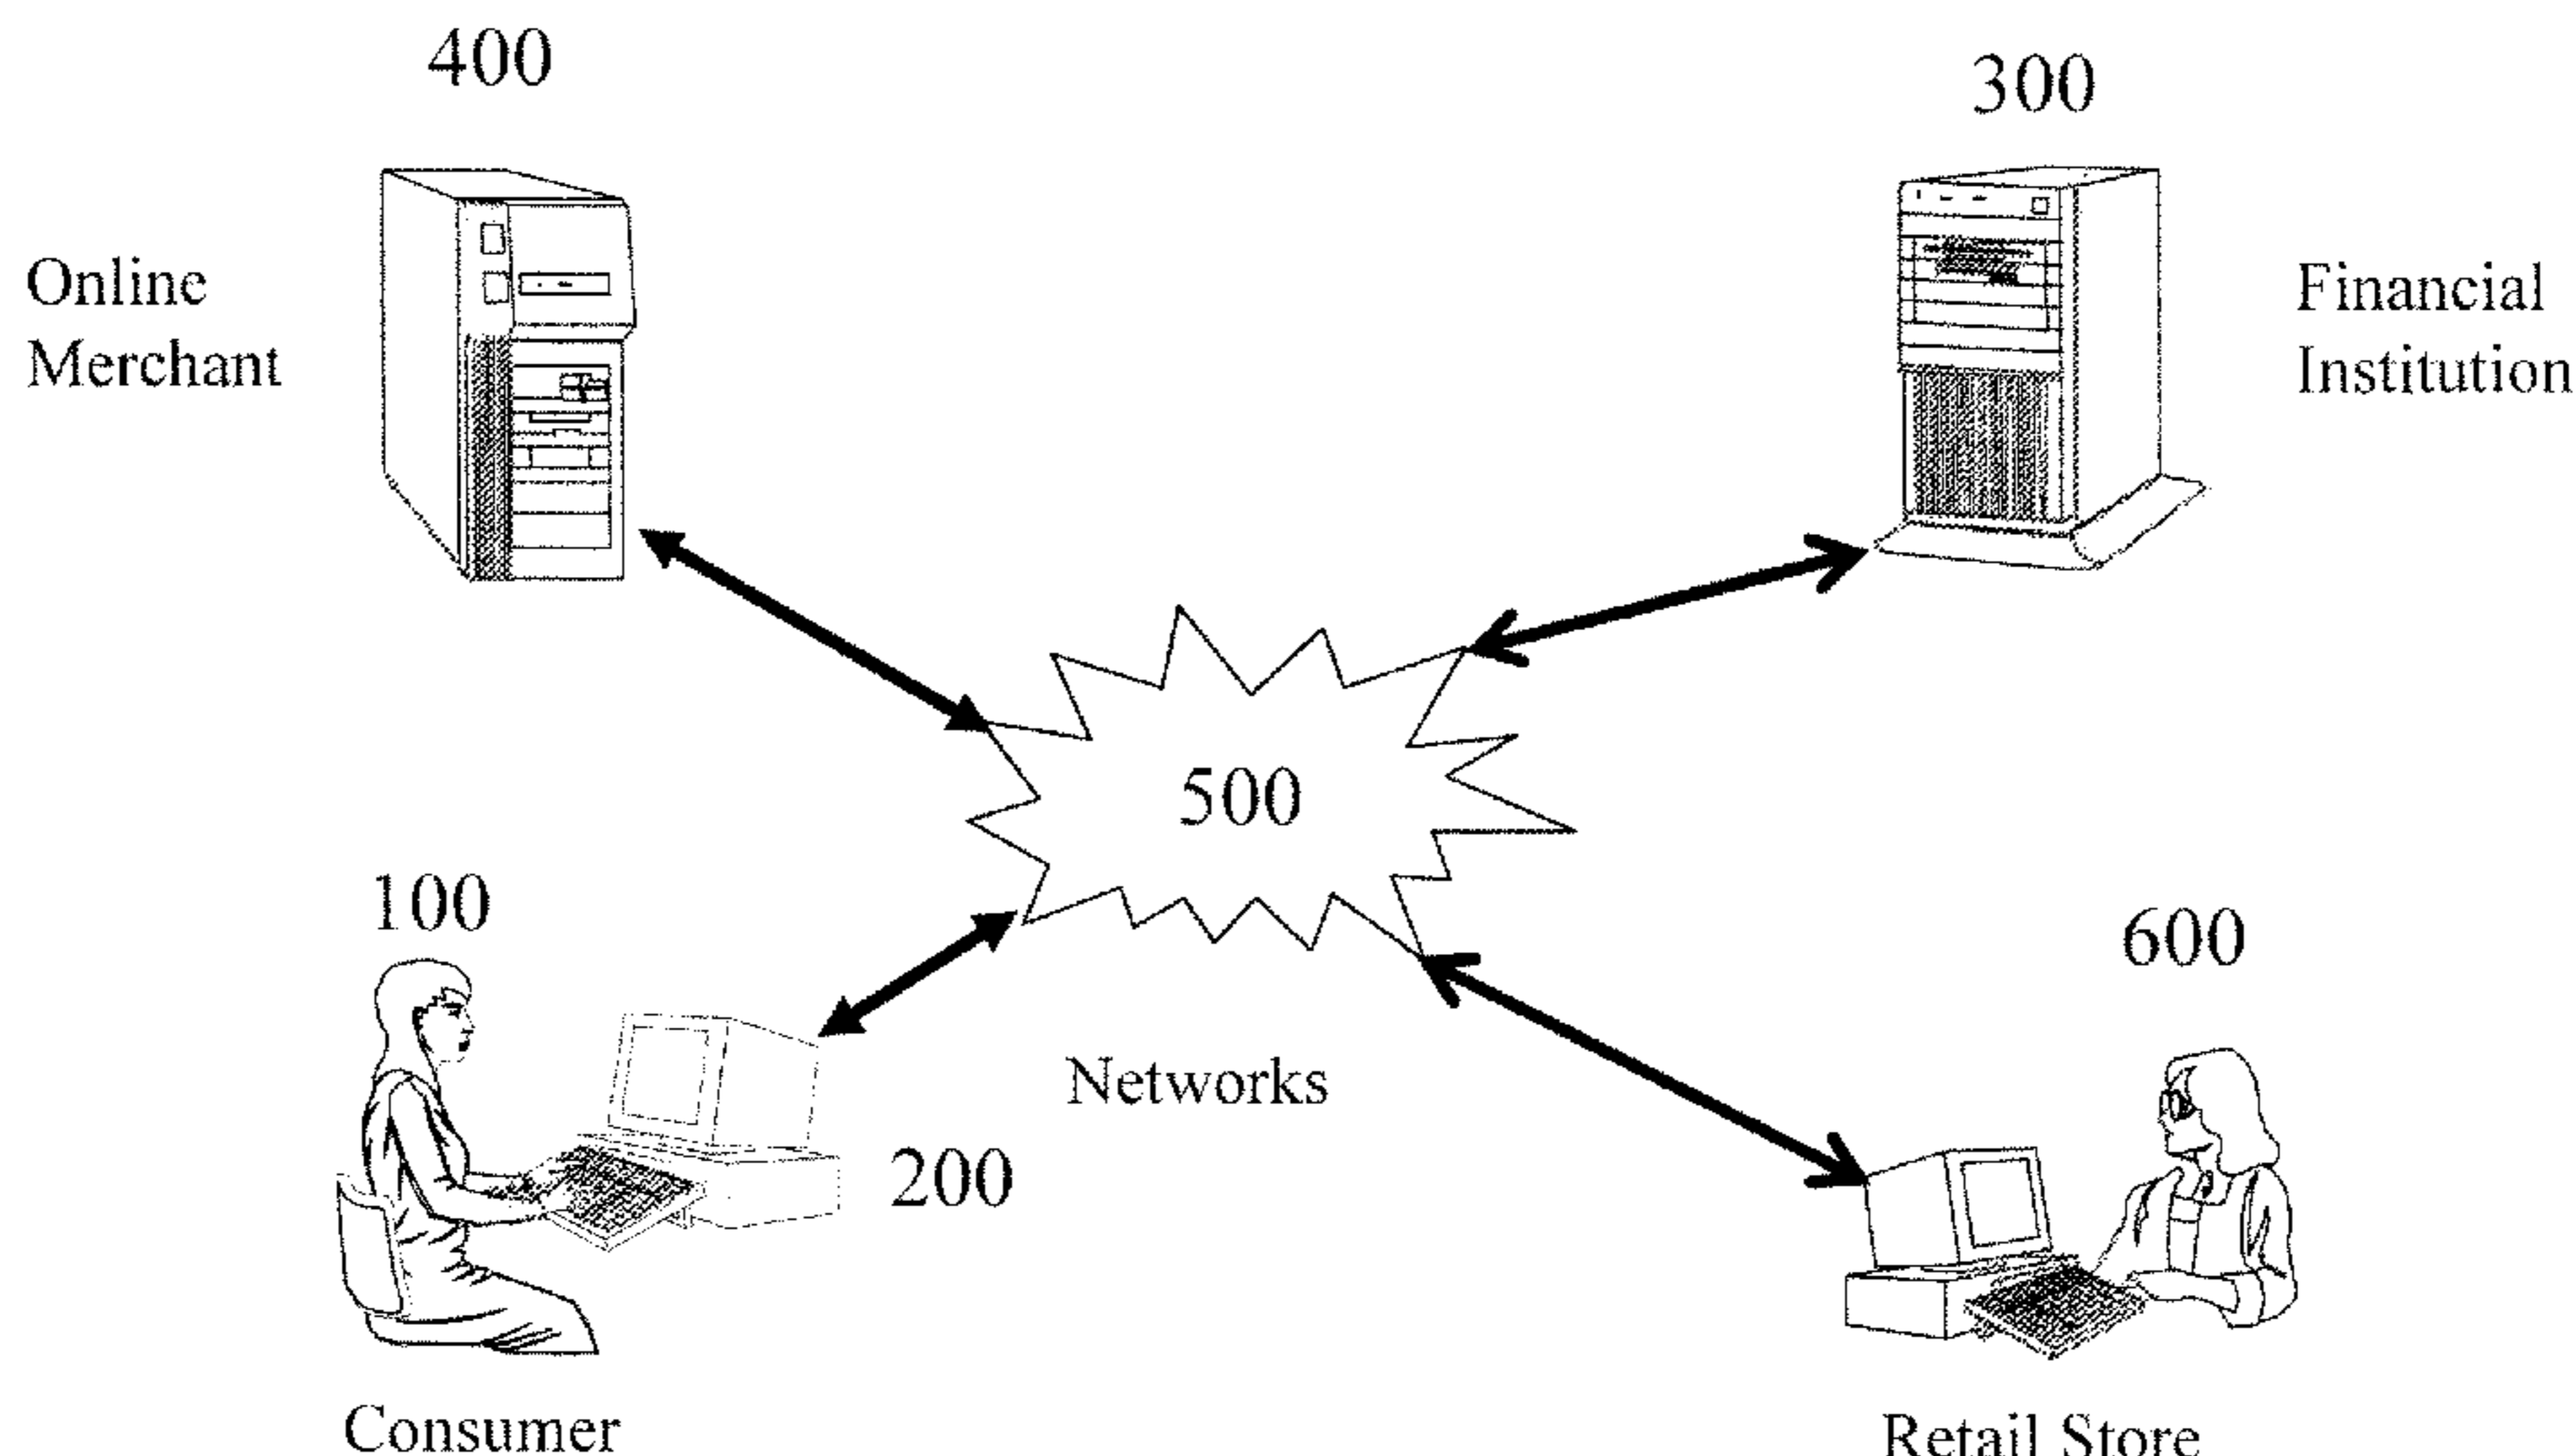 400
300
Online
Merchant
Financial
Institution
500
100
600
Networks
200
Consumer
Retail Store